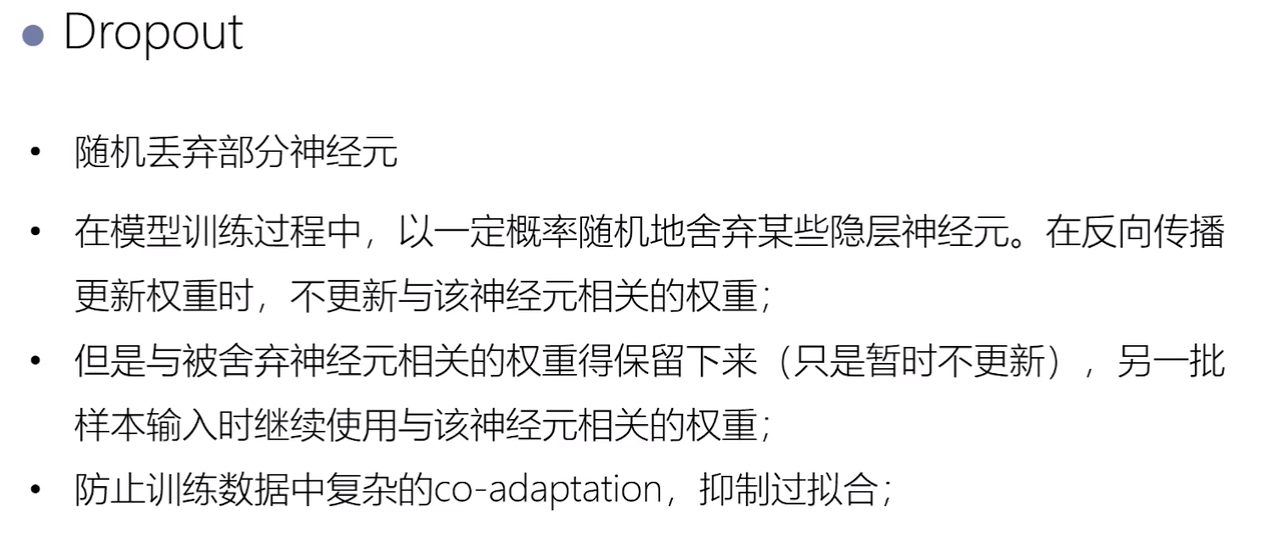 ● Dropout
• 随机丢弃部分神经元
• 在模型训练过程中，以一定概率随机地舍弃某些隐层神经元。在反向传播
更新权重时，不更新与该神经元相关的权重；
• 但是与被舍弃神经元相关的权重得保留下来（只是暂时不更新），另一批
样本输入时继续使用与该神经元相关的权重；
• 防止训练数据中复杂的co-adaptation，抑制过拟合；